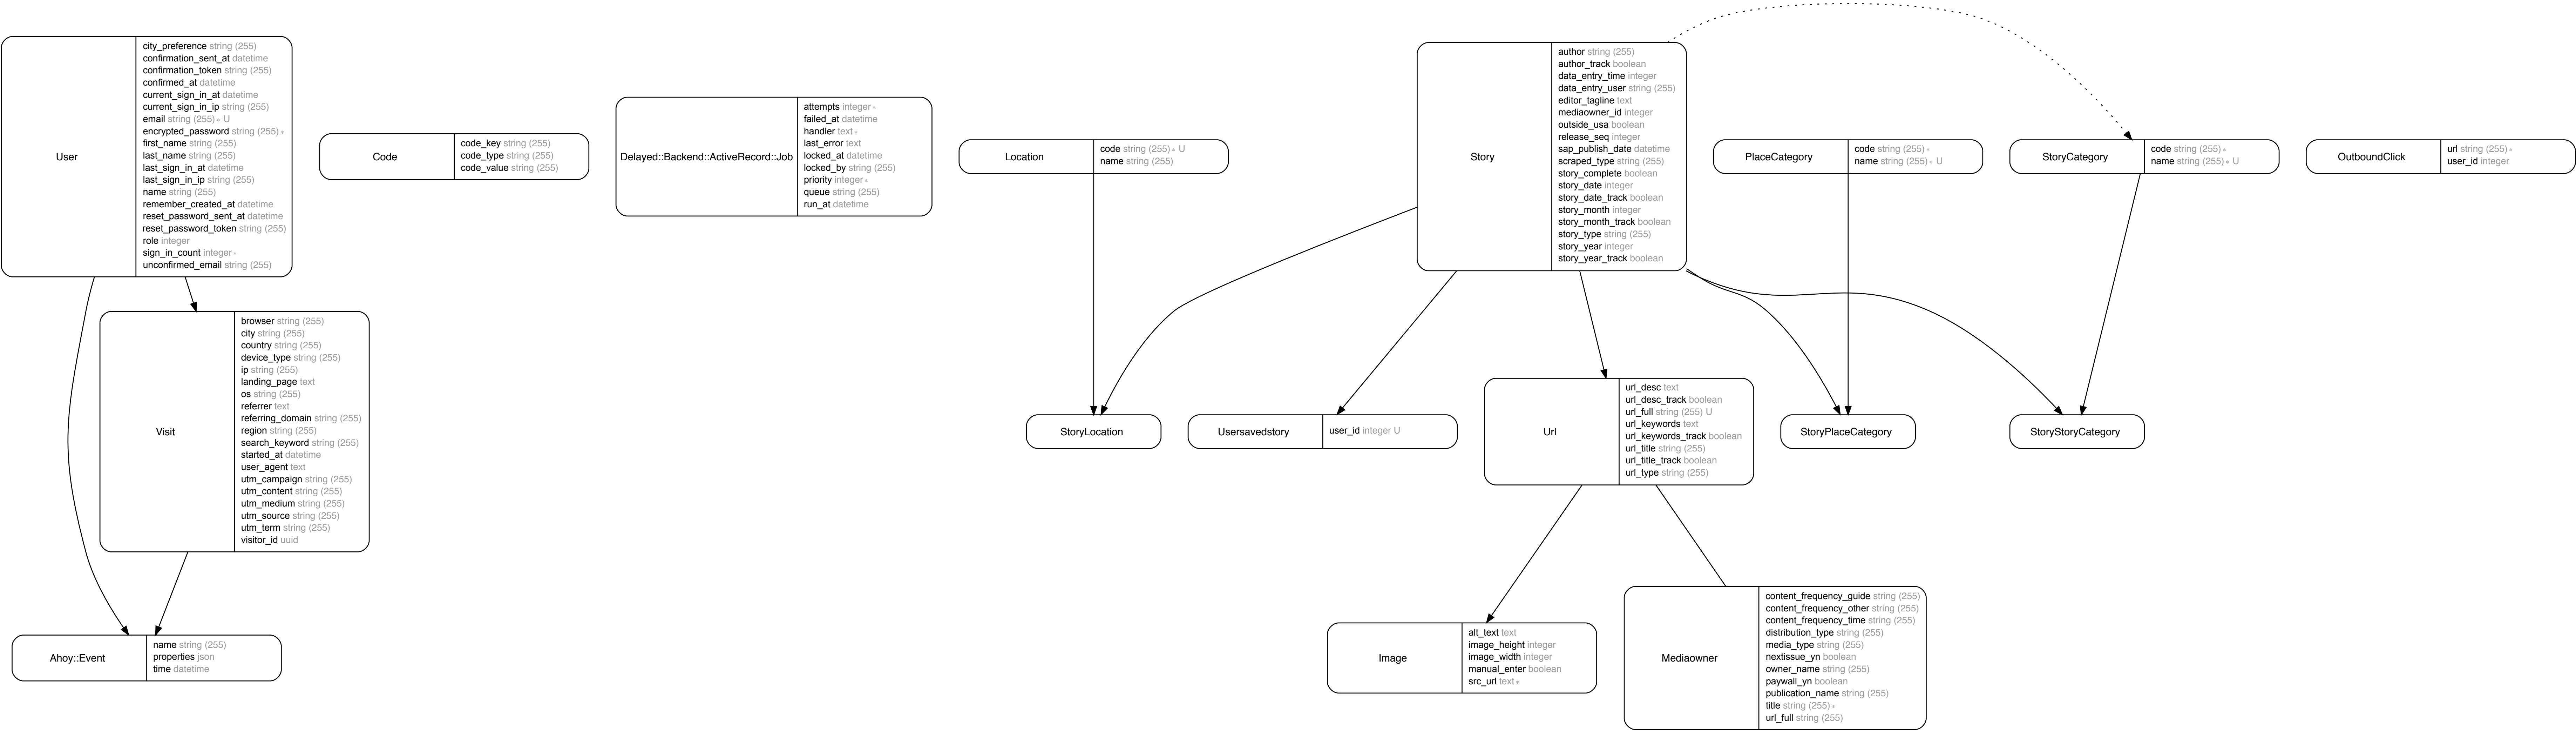 User
city_preference string (255)
confirmation_sent_at datetime
confirmation_token string (255)
confirmed_at datetime
current_sign_in_at datetime
current_sign_in_ip string (255)
email string (255) ∗ U
encrypted_password string (255) ∗
first_name string (255)
last_name string (255)
last_sign_in_at datetime
last_sign_in_ip string (255)
name string (255)
remember_created_at datetime
reset_password_sent_at datetime
reset_password_token string (255)
role integer
sign_in_count integer ∗
unconfirmed_email string (255)
Code
code_key string (255)
code_type string (255)
code_value string (255)
Delayed::Backend::ActiveRecord::Job
attempts integer ∗
failed_at datetime
handler text ∗
last_error text
locked_at datetime
locked_by string (255)
priority integer ∗
queue string (255)
run_at datetime
Location
code string (255) ∗ U
name string (255)
Story
author string (255)
author_track boolean
data_entry_time integer
data_entry_user string (255)
editor_tagline text
mediaowner_id integer
outside_usa boolean
release_seq integer
sap_publish_date datetime
scraped_type string (255)
story_complete boolean
story_date integer
story_date_track boolean
story_month integer
story_month_track boolean
story_type string (255)
story_year integer
story_year_track boolean
PlaceCategory
code string (255) ∗
name string (255) ∗ U
StoryCategory
code string (255) ∗
name string (255) ∗ U
OutboundClick
url string (255) ∗
user_id integer
Visit
browser string (255)
city string (255)
country string (255)
device_type string (255)
ip string (255)
landing_page text
os string (255)
referrer text
referring_domain string (255)
region string (255)
search_keyword string (255)
started_at datetime
user_agent text
utm_campaign string (255)
utm_content string (255)
utm_medium string (255)
utm_source string (255)
utm_term string (255)
visitor_id uuid
StoryLocation
Usersavedstory
user_id integer U
Url
url_desc text
url_desc_track boolean
url_full string (255) U
url_keywords text
url_keywords_track boolean
url_title string (255)
url_title_track boolean
url_type string (255)
StoryPlaceCategory
StoryStoryCategory
Ahoy::Event
name string (255)
properties json
time datetime
Image
alt_text text
image_height integer
image_width integer
manual_enter boolean
src_url text ∗
Mediaowner
content_frequency_guide string (255)
content_frequency_other string (255)
content_frequency_time string (255)
distribution_type string (255)
media_type string (255)
nextissue_yn boolean
owner_name string (255)
paywall_yn boolean
publication_name string (255)
title string (255) ∗
url_full string (255)